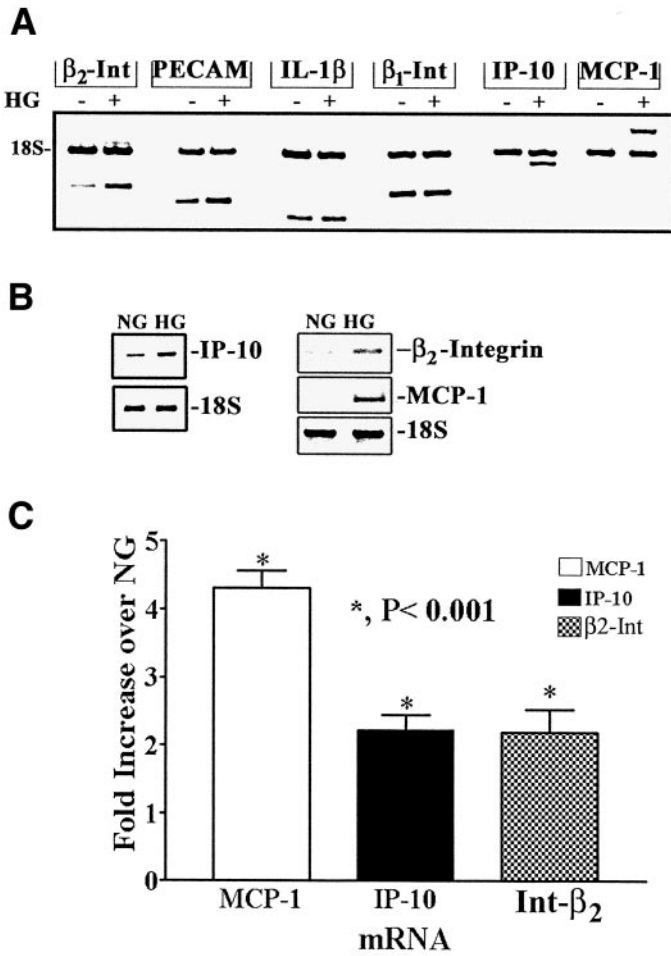 A
β₂-Int PECAM IL-1β β₁-Int IP-10 MCP-1
HG - + - + - + - + - + - +
18S-
B
NG HG
-IP-10
-18S
NG HG
-β₂-Integrin
-MCP-1
-18S
C
Fold Increase over NG
5
4
3
2
1
0
*
*
*
*, P< 0.001
MCP-1
IP-10
β2-Int
MCP-1 IP-10 Int-β₂
mRNA